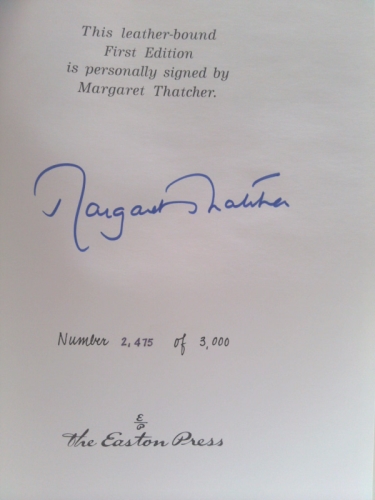 This leather-bound
First Edition
is personally signed by
Margaret Thatcher.
Margaret Thatcher
Number 2,475 of 3,000
E
P
the Easton Press